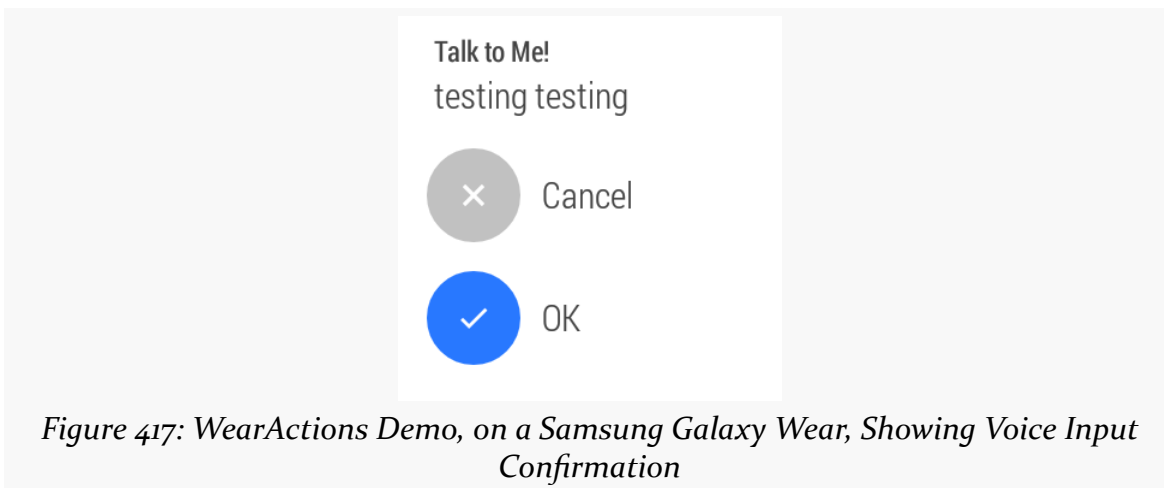 Talk to Me!
testing testing
Cancel
OK
Figure 417: WearActions Demo, on a Samsung Galaxy Wear, Showing Voice Input
Confirmation